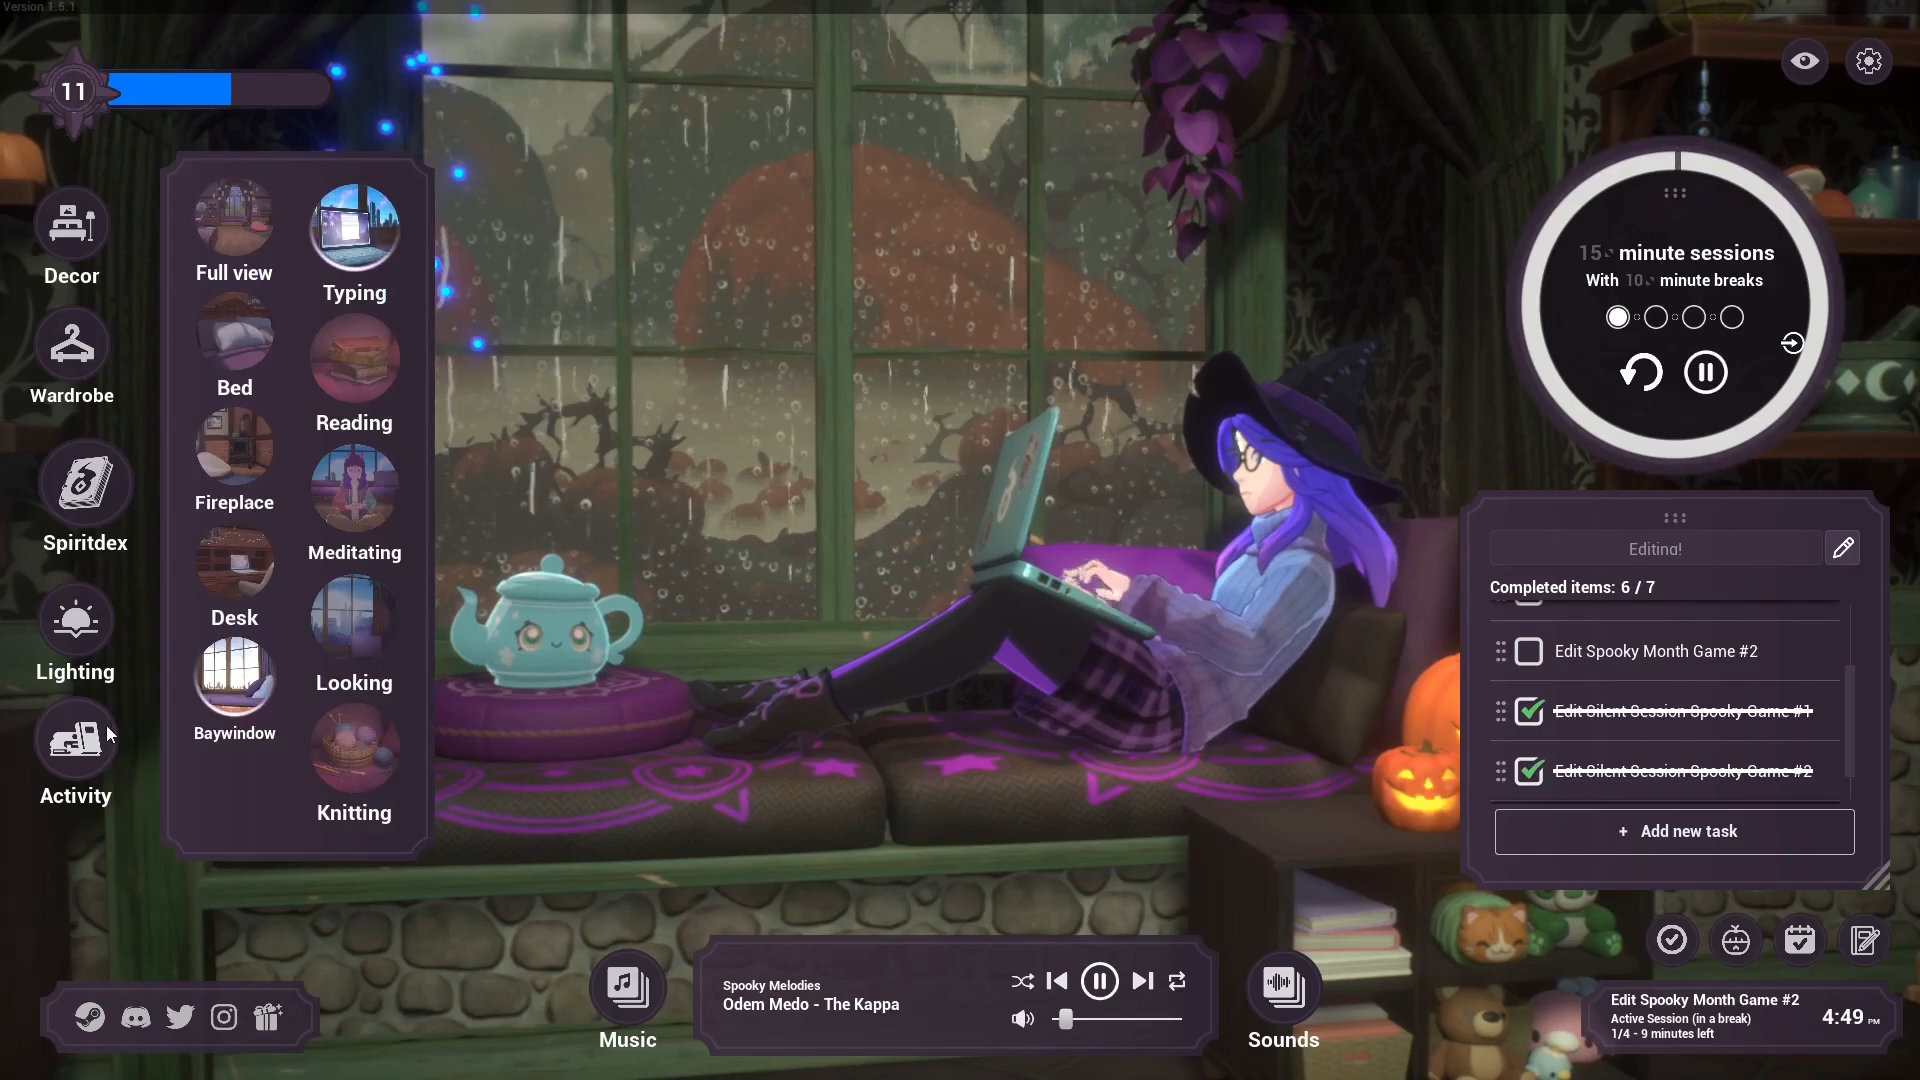 Version 1.5.1
11
Decor
Wardrobe
Spiritdex
Lighting
Activity
Full view
Bed
Fireplace
Desk
Baywindow
Typing
Reading
Meditating
Looking
Knitting
15 minute sessions
With 10 minute breaks
Editing!
Completed items: 6 / 7
Edit Spooky Month Game #2
Edit Silent Session Spooky Game #1
Edit Silent Session Spooky Game #2
+ Add new task
Music
Spooky Melodies
Odem Medo - The Kappa
Sounds
Edit Spooky Month Game #2
Active Session (in a break)
1/4 - 9 minutes left
4:49 PM